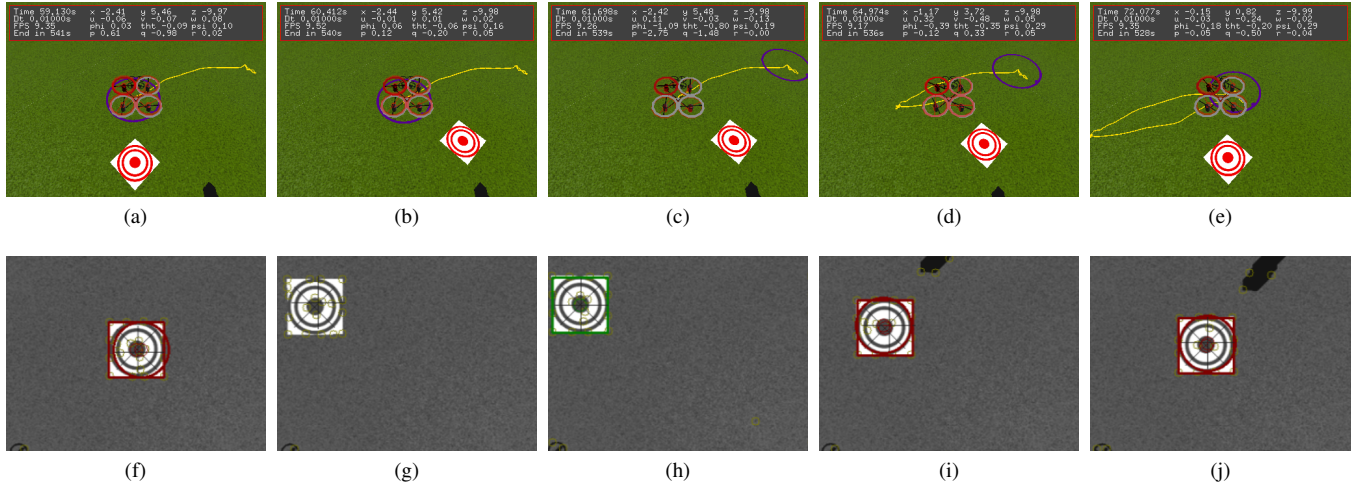 Time 59.130s x -2.41 y 5.46 z -9.97
Dt 0.01000s u -0.06 v -0.07 w 0.08
FPS 9.35 phi 0.03 tht -0.09 psi 0.10
End in 541s p 0.61 q -0.98 r 0.02
Time 60.412s x -2.44 y 5.42 z -9.98
Dt 0.01000s u -0.01 v 0.01 w 0.02
FPS 9.52 phi 0.06 tht -0.06 psi 0.16
End in 540s p 0.12 q -0.20 r 0.05
Time 61.698s x -2.42 y 5.48 z -9.98
Dt 0.01000s u 0.11 v -0.03 w -0.13
FPS 9.26 phi -1.09 tht -0.80 psi 0.19
End in 539s p -2.75 q -1.48 r -0.00
Time 64.974s x -1.17 y 3.72 z -9.98
Dt 0.01000s u 0.32 v -0.48 w 0.05
FPS 9.17 phi -0.39 tht -0.35 psi 0.29
End in 536s p -0.12 q 0.33 r 0.05
Time 72.077s x -0.15 y 0.82 z -9.99
Dt 0.01000s u -0.03 v -0.24 w -0.02
FPS 9.35 phi -0.18 tht -0.20 psi 0.29
End in 528s p -0.05 q -0.50 r -0.04
(a)
(b)
(c)
(d)
(e)
(f)
(g)
(h)
(i)
(j)